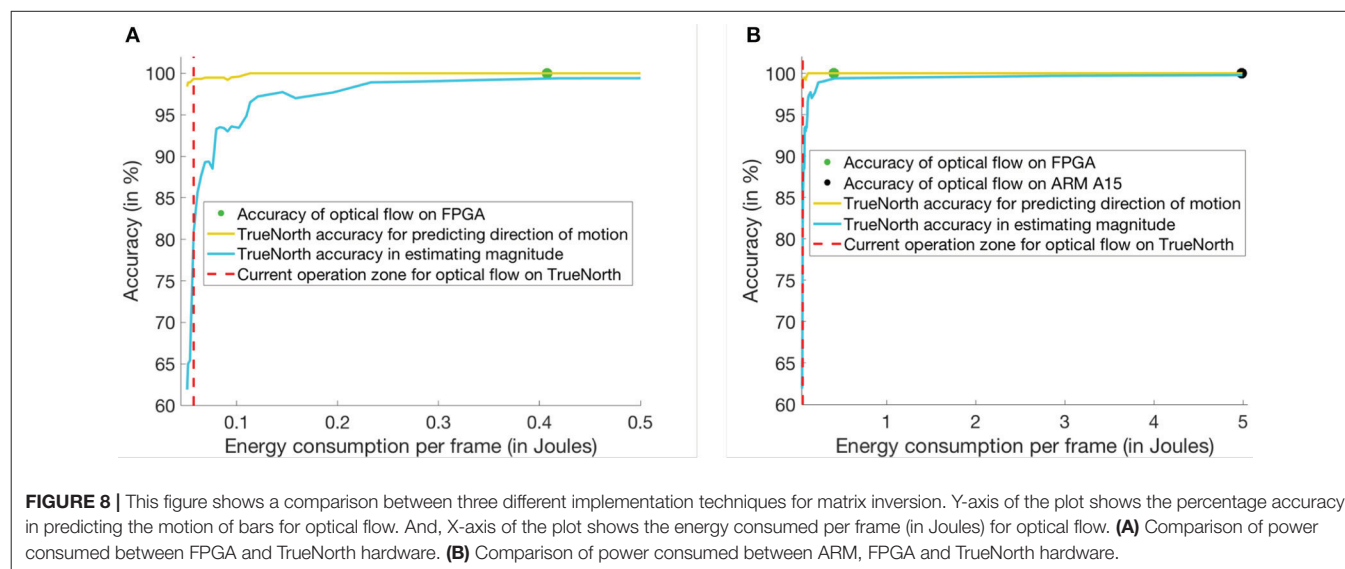 A
100
95
90
85
80
75
70
65
60
Accuracy (in %)
Accuracy of optical flow on FPGA
TrueNorth accuracy for predicting direction of motion
TrueNorth accuracy in estimating magnitude
Current operation zone for optical flow on TrueNorth
0.1 0.2 0.3 0.4 0.5
Energy consumption per frame (in Joules)
B
100
95
90
85
80
75
70
65
60
Accuracy (in %)
Accuracy of optical flow on FPGA
Accuracy of optical flow on ARM A15
TrueNorth accuracy for predicting direction of motion
TrueNorth accuracy in estimating magnitude
Current operation zone for optical flow on TrueNorth
1 2 3 4 5
Energy consumption per frame (in Joules)
FIGURE 8 | This figure shows a comparison between three different implementation techniques for matrix inversion. Y-axis of the plot shows the percentage accuracy
in predicting the motion of bars for optical flow. And, X-axis of the plot shows the energy consumed per frame (in Joules) for optical flow. (A) Comparison of power
consumed between FPGA and TrueNorth hardware. (B) Comparison of power consumed between ARM, FPGA and TrueNorth hardware.